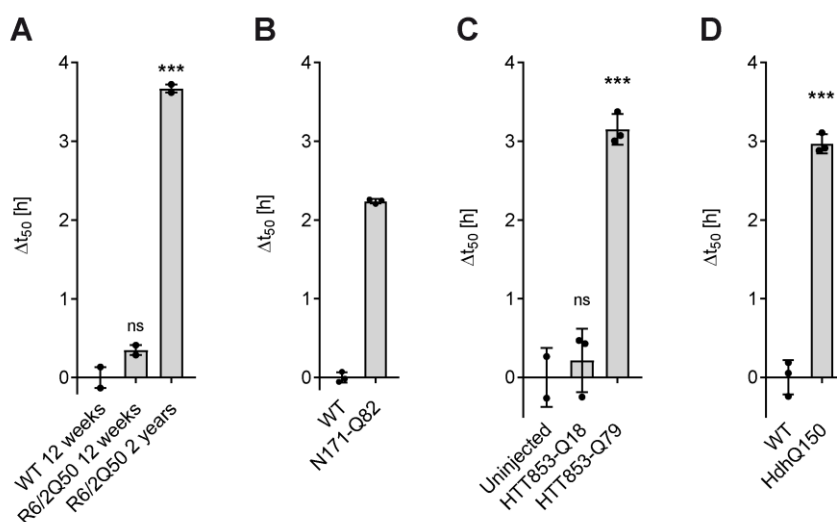 A
Δt50 [h]
4
3
2
1
0
ns
***
WT 12 weeks
R6/2Q50 12 weeks
R6/2Q50 2 years
B
Δt50 [h]
4
3
2
1
0
WT
N171-Q82
C
Δt50 [h]
4
3
2
1
0
ns
***
Uninjected
HTT853-Q18
HTT853-Q79
D
Δt50 [h]
4
3
2
1
0
***
WT
HdhQ150